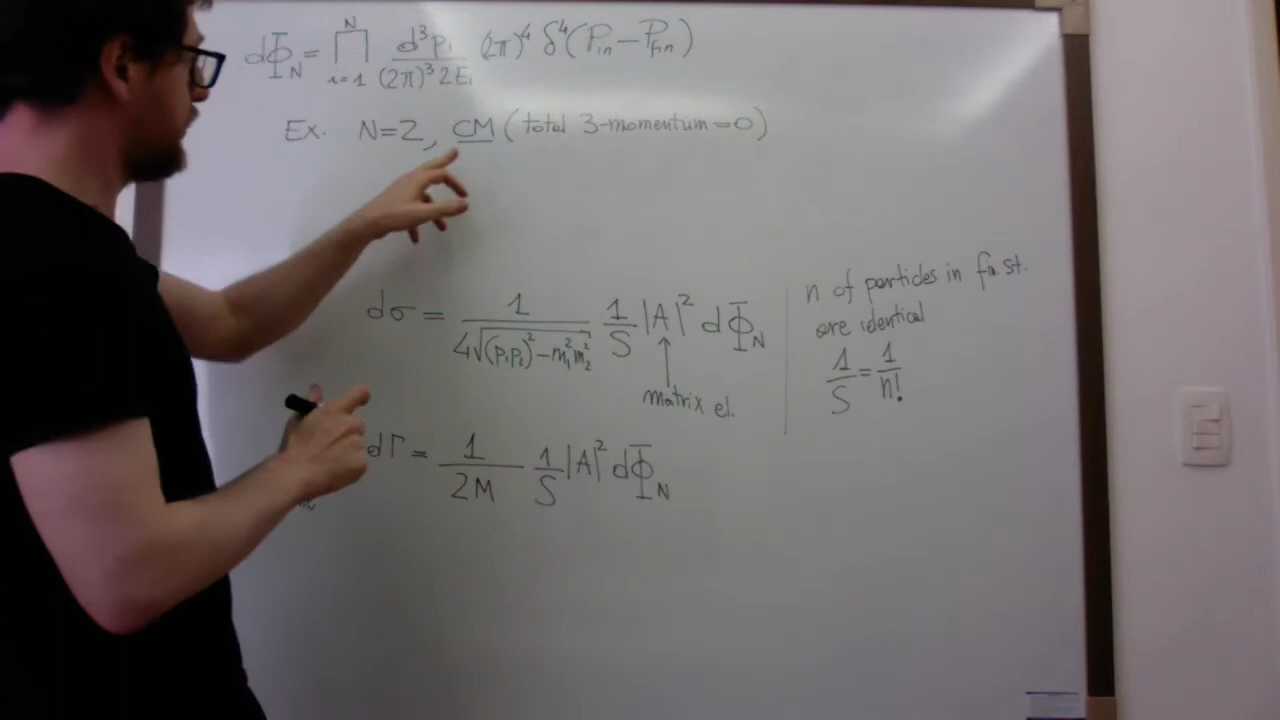 dΦ_N = ∏_{i=1}^{N} d³p_i / (2π)³ 2E_i (2π)⁴ δ⁴(P_in − P_fin)
Ex. N=2, CM (total 3-momentum=0)
dσ = 1 / 4√((p₁p₂)² − m₁²m₂²) 1/S |A|² dΦ_N
matrix el.
n of particles in fin st.
are identical
1/S = 1/n!
dΓ = 1/2M 1/S |A|² dΦ_N